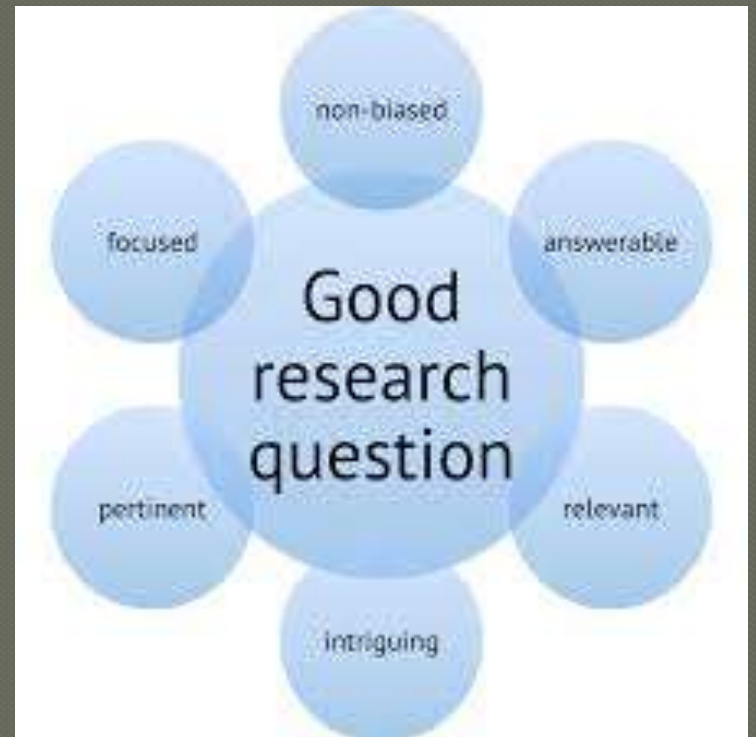 non-biased
focused
answerable
Good
research
question
pertinent
relevant
intriguing